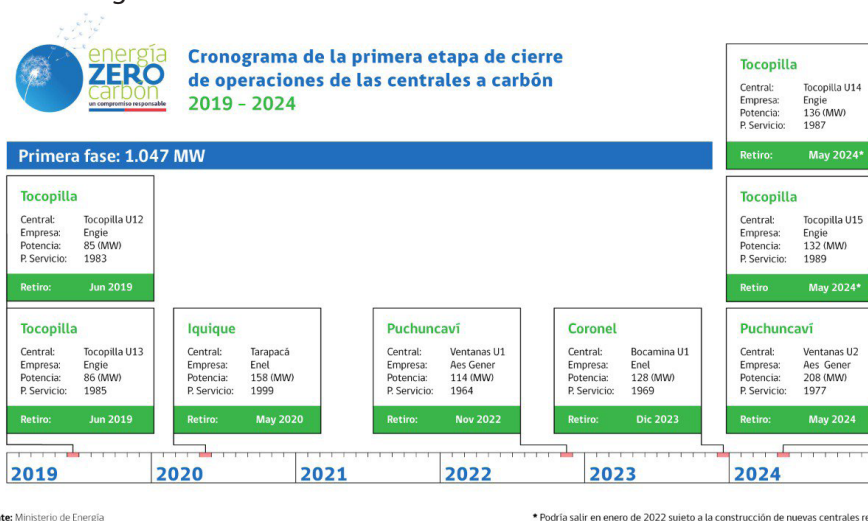 energía
ZERO
carbón
un compromiso responsable
Cronograma de la primera etapa de cierre
de operaciones de las centrales a carbón
2019 – 2024
Primera fase: 1.047 MW
Tocopilla
Central: Tocopilla U12
Empresa: Engie
Potencia: 85 (MW)
P. Servicio: 1983
Retiro: Jun 2019
Tocopilla
Central: Tocopilla U13
Empresa: Engie
Potencia: 86 (MW)
P. Servicio: 1985
Retiro: Jun 2019
Iquique
Central: Tarapacá
Empresa: Enel
Potencia: 158 (MW)
P. Servicio: 1999
Retiro: May 2020
Puchuncaví
Central: Ventanas U1
Empresa: Aes Gener
Potencia: 114 (MW)
P. Servicio: 1964
Retiro: Nov 2022
Coronel
Central: Bocamina U1
Empresa: Enel
Potencia: 128 (MW)
P. Servicio: 1969
Retiro: Dic 2023
Tocopilla
Central: Tocopilla U14
Empresa: Engie
Potencia: 136 (MW)
P. Servicio: 1987
Retiro: May 2024*
Tocopilla
Central: Tocopilla U15
Empresa: Engie
Potencia: 132 (MW)
P. Servicio: 1989
Retiro May 2024*
Puchuncaví
Central: Ventanas U2
Empresa: Aes Gener
Potencia: 208 (MW)
P. Servicio: 1977
Retiro: May 2024
2019 2020 2021 2022 2023 2024
nte: Ministerio de Energía
* Podría salir en enero de 2022 sujeto a la construcción de nuevas centrales re